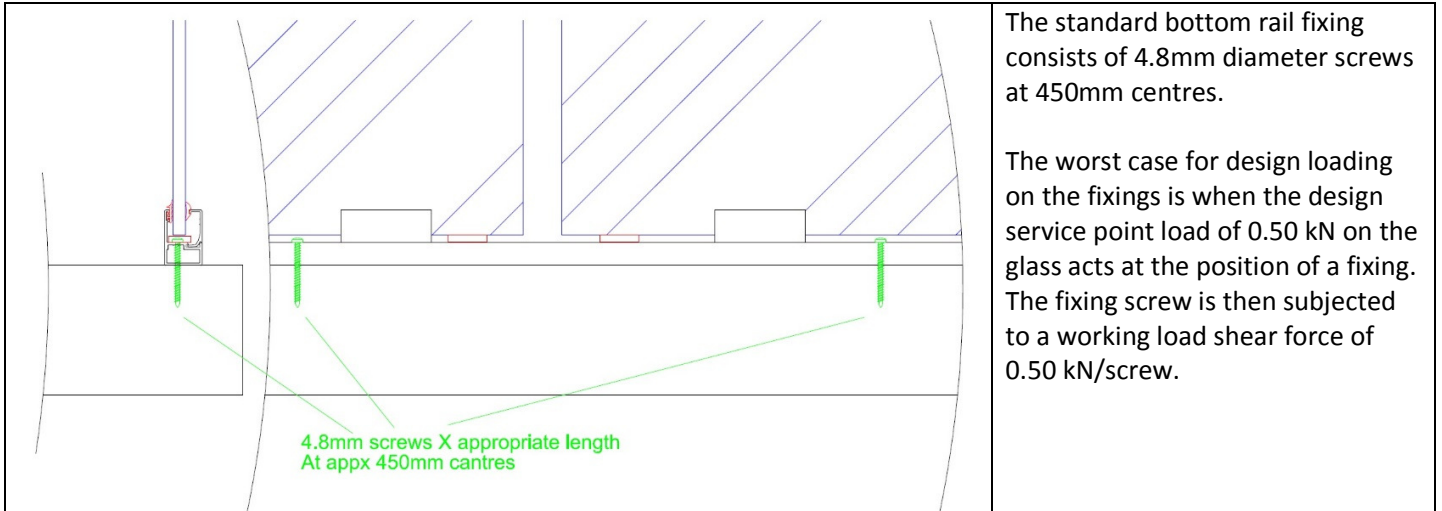 The standard bottom rail fixing
consists of 4.8mm diameter screws
at 450mm centres.
The worst case for design loading
on the fixings is when the design
service point load of 0.50 kN on the
glass acts at the position of a fixing.
The fixing screw is then subjected
to a working load shear force of
0.50 kN/screw.
4.8mm screws X appropriate length
At appx 450mm cantres